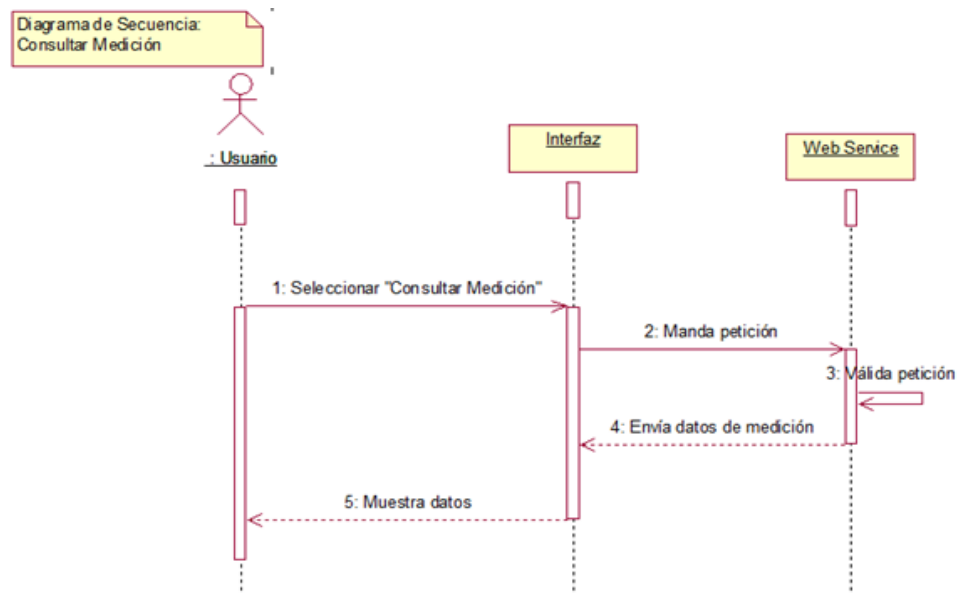 Diagrama de Secuencia:
Consultar Medición
: Usuario
Interfaz
Web Service
1: Seleccionar "Consultar Medición"
2: Manda petición
3: Válida petición
4: Envía datos de medición
5: Muestra datos